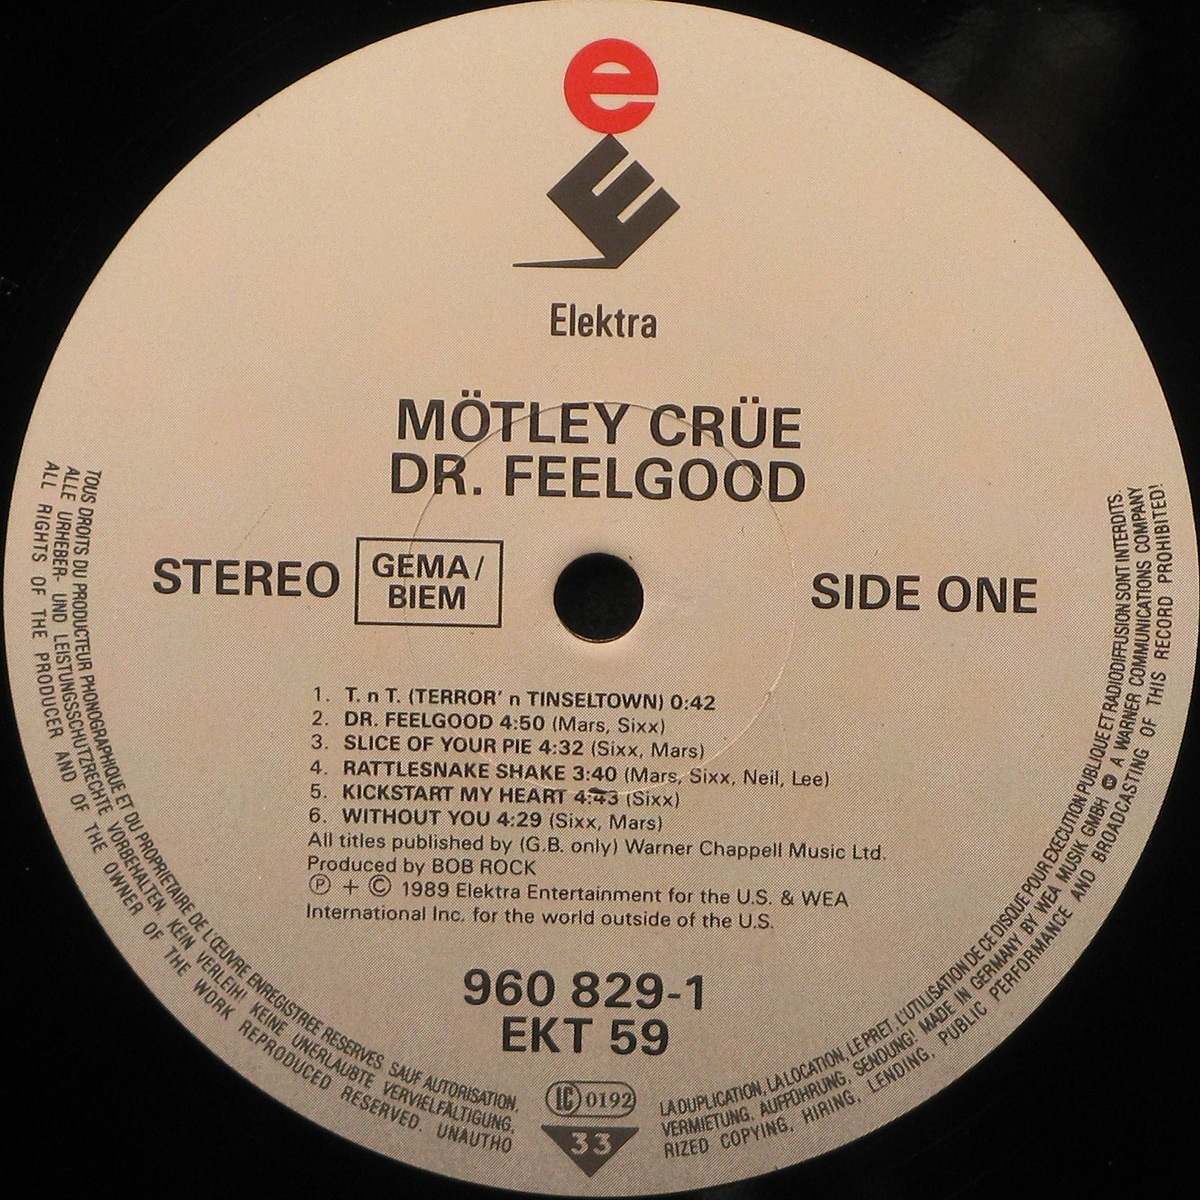 e
E
Elektra
MÖTLEY CRÜE
DR. FEELGOOD
STEREO
GEMA/
BIEM
SIDE ONE
1. T. n T. (TERROR' n TINSELTOWN) 0:42
2. DR. FEELGOOD 4:50 (Mars, Sixx)
3. SLICE OF YOUR PIE 4:32 (Sixx, Mars)
4. RATTLESNAKE SHAKE 3:40 (Mars, Sixx, Neil, Lee)
5. KICKSTART MY HEART 4:43 (Sixx)
6. WITHOUT YOU 4:29 (Sixx, Mars)
All titles published by (G.B. only) Warner Chappell Music Ltd.
Produced by BOB ROCK
Ⓟ + © 1989 Elektra Entertainment for the U.S. & WEA
International Inc. for the world outside of the U.S.
960 829-1
EKT 59
LC 0192
33
TOUS DROITS DU PRODUCTEUR PHONOGRAPHIQUE ET DU PROPRIETAIRE DE L'ŒUVRE ENREGISTREE RESERVES. SAUF AUTORISATION, LA DUPLICATION, LA LOCATION, LE PRET, L'UTILISATION DE CE DISQUE POUR EXECUTION PUBLIQUE ET RADIODIFFUSION SONT INTERDITS.
ALLE URHEBER- UND LEISTUNGSSCHUTZRECHTE VORBEHALTEN. KEIN VERLEIH! KEINE UNERLAUBTE VERVIELFÄLTIGUNG, VERMIETUNG, AUFFÜHRUNG, SENDUNG! MADE IN GERMANY BY WEA MUSIK GMBH A WARNER COMMUNICATIONS COMPANY
ALL RIGHTS OF THE PRODUCER AND OF THE OWNER OF THE WORK REPRODUCED RESERVED. UNAUTHORIZED COPYING, HIRING, LENDING, PUBLIC PERFORMANCE AND BROADCASTING OF THIS RECORD PROHIBITED!